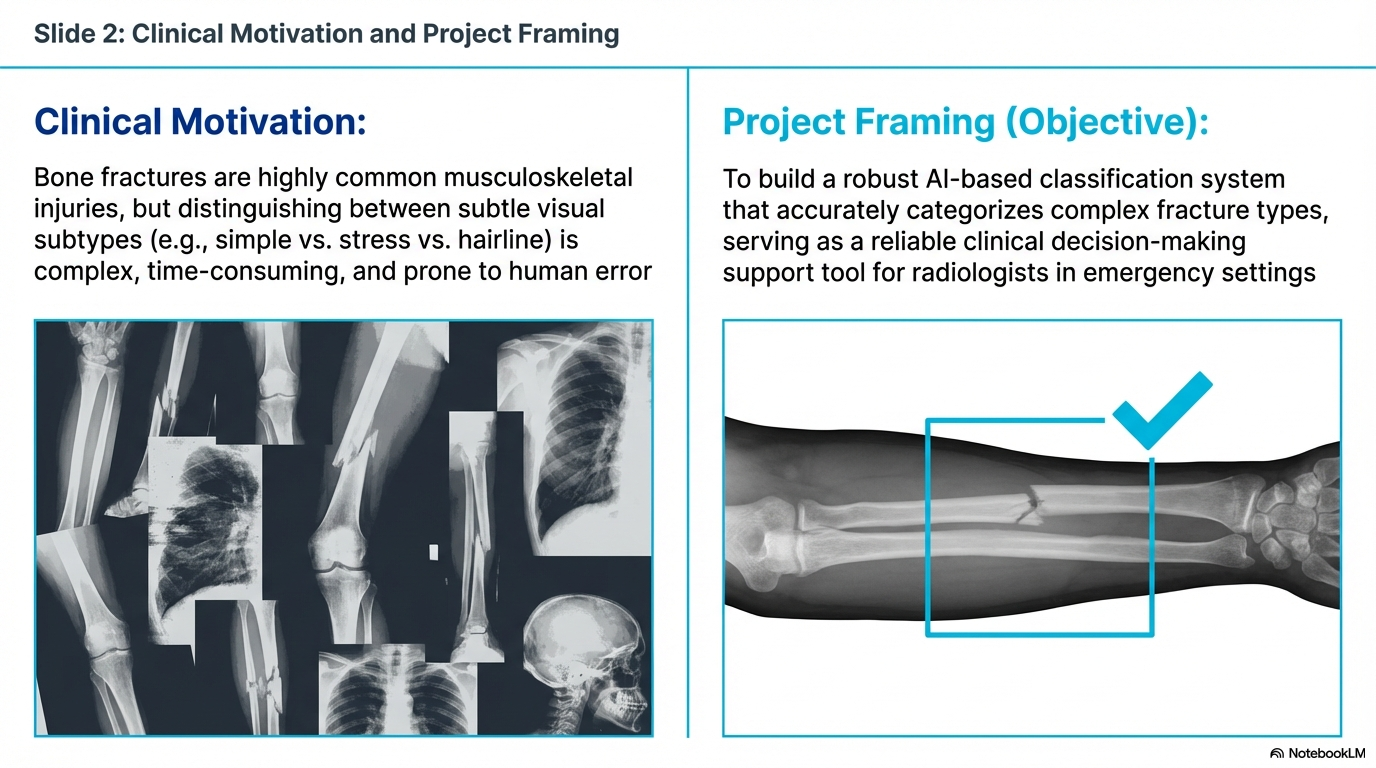 Slide 2: Clinical Motivation and Project Framing
Clinical Motivation:
Bone fractures are highly common musculoskeletal
injuries, but distinguishing between subtle visual
subtypes (e.g., simple vs. stress vs. hairline) is
complex, time-consuming, and prone to human error
Project Framing (Objective):
To build a robust AI-based classification system
that accurately categorizes complex fracture types,
serving as a reliable clinical decision-making
support tool for radiologists in emergency settings
NotebookLM